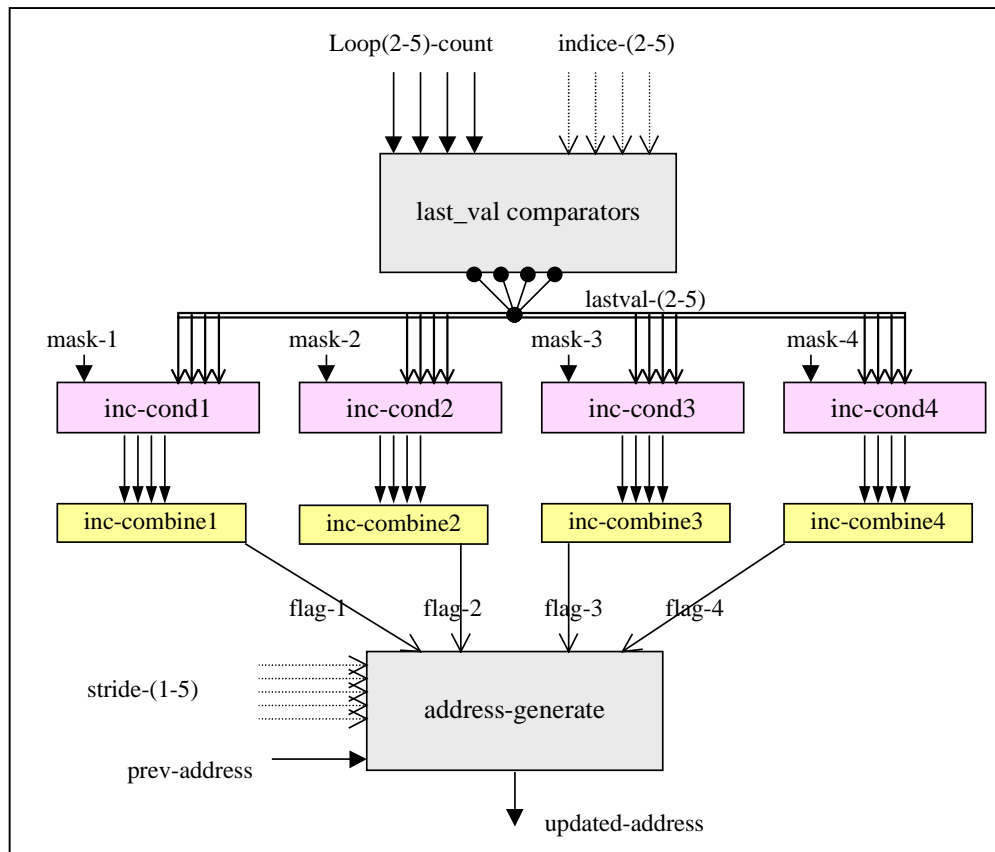 Loop(2-5)-count
indice-(2-5)
last_val comparators
lastval-(2-5)
mask-1
mask-2
mask-3
mask-4
inc-cond1
inc-cond2
inc-cond3
inc-cond4
inc-combine1
inc-combine2
inc-combine3
inc-combine4
flag-1
flag-2
flag-3
flag-4
stride-(1-5)
address-generate
prev-address
updated-address